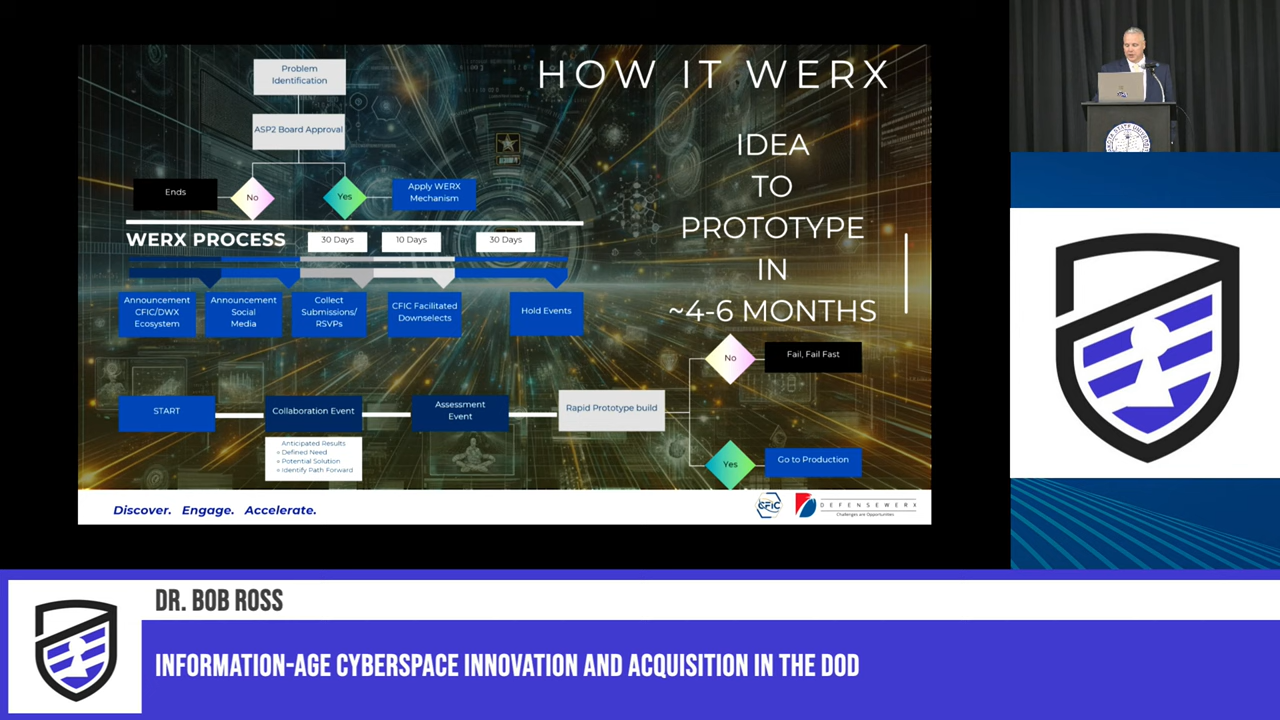 HOW IT WERX
IDEA
TO
PROTOTYPE
IN
~4-6 MONTHS
Problem
Identification
ASP2 Board Approval
Ends
No
Yes
Apply WERX
Mechanism
WERX PROCESS
30 Days
10 Days
30 Days
Announcement
CFIC/DWX
Ecosystem
Announcement
Social
Media
Collect
Submissions/
RSVPs
CFIC Facilitated
Downselects
Hold Events
START
Collaboration Event
Anticipated Results
Defined Need
Potential Solution
Identify Path Forward
Assessment
Event
Rapid Prototype build
No
Fail, Fail Fast
Yes
Go to Production
Discover. Engage. Accelerate.
CFIC
DEFENSEWERX
Challenges are Opportunities
DR. BOB ROSS
INFORMATION-AGE CYBERSPACE INNOVATION AND ACQUISITION IN THE DOD